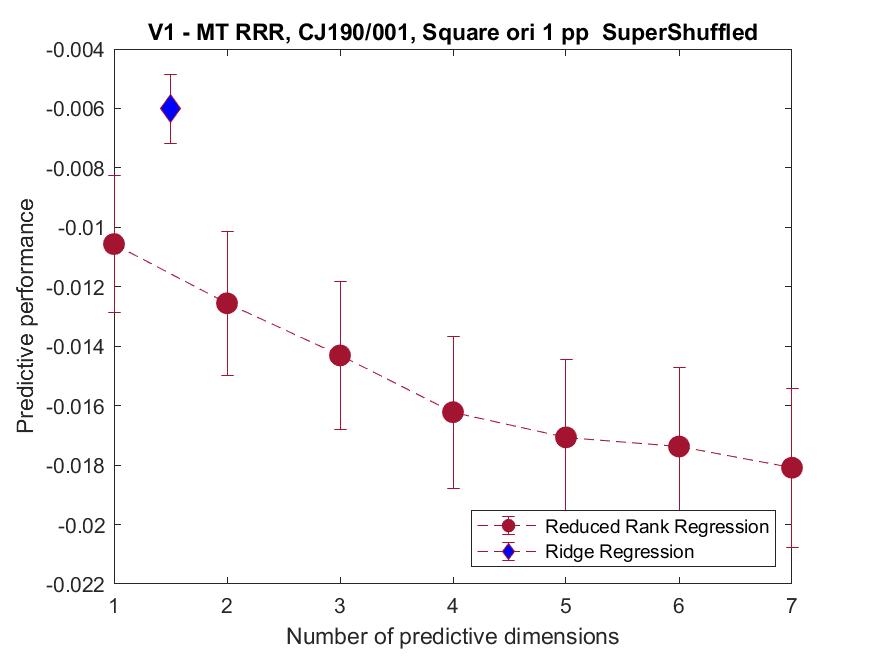 V1 - MT RRR, CJ190/001, Square ori 1 pp  SuperShuffled
-0.004
-0.006
-0.008
-0.01
-0.012
-0.014
-0.016
-0.018
-0.02
-0.022
Predictive performance
Reduced Rank Regression
Ridge Regression
1 2 3 4 5 6 7
Number of predictive dimensions